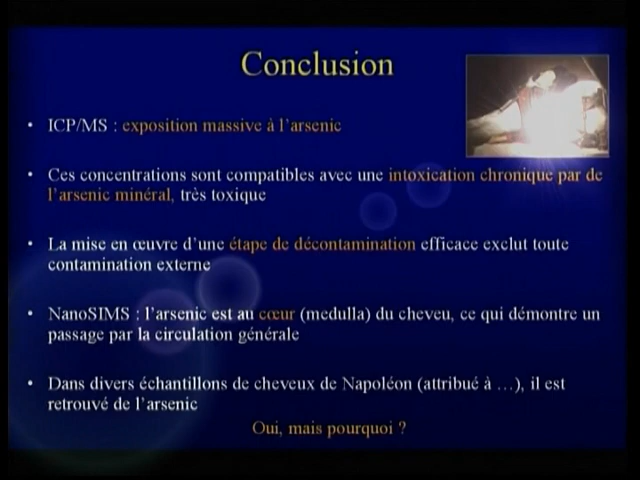 Conclusion
• ICP/MS : exposition massive à l'arsenic
• Ces concentrations sont compatibles avec une intoxication chronique par de
l'arsenic minéral, très toxique
• La mise en œuvre d'une étape de décontamination efficace exclut toute
contamination externe
• NanoSIMS : l'arsenic est au cœur (medulla) du cheveu, ce qui démontre un
passage par la circulation générale
• Dans divers échantillons de cheveux de Napoléon (attribué à …), il est
retrouvé de l'arsenic
Oui, mais pourquoi ?